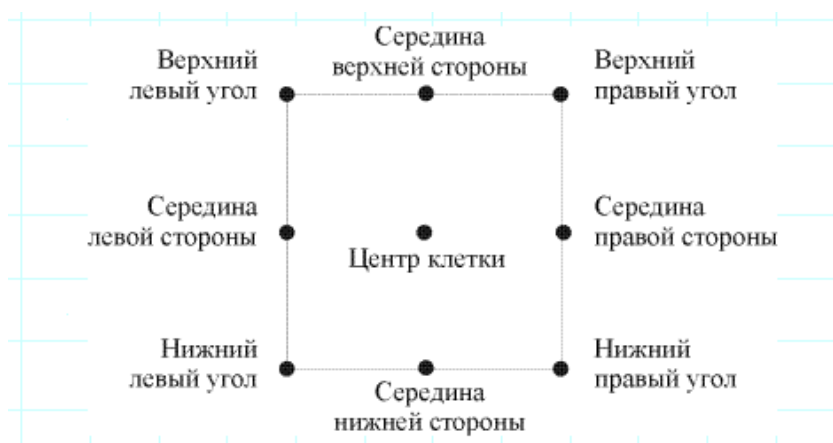 Верхний
левый угол
Середина
верхней стороны
Верхний
правый угол
Середина
левой стороны
Центр клетки
Середина
правой стороны
Нижний
левый угол
Середина
нижней стороны
Нижний
правый угол